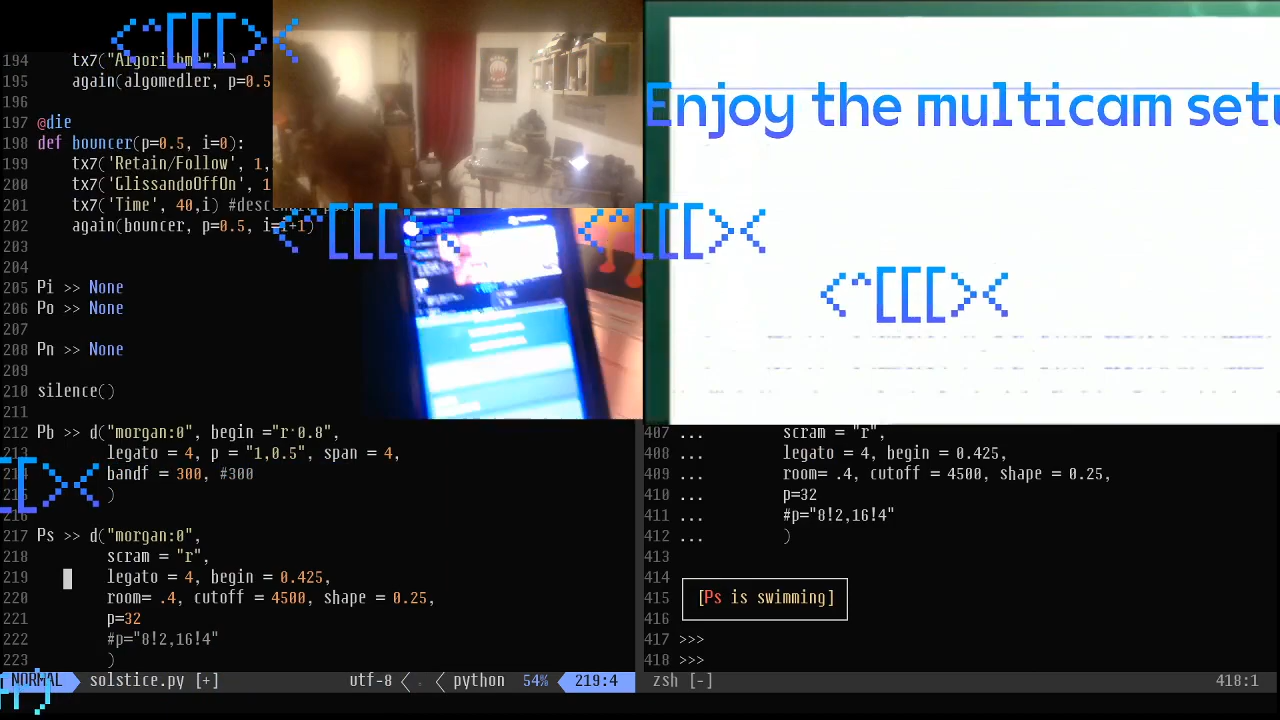 <^[[[><
194 tx7("Algorithme",i)
195 again(algomedler, p=0.5
196
197 @die
198 def bouncer(p=0.5, i=0):
199 tx7('Retain/Follow', 1,
200 tx7('GlissandoOffOn', 1
201 tx7('Time', 40,i)
202 again(bouncer, p=0.5, i=i+1)
203
204
205 Pi >> None
206 Po >> None
207
208 Pn >> None
209
210 silence()
211
212 Pb >> d("morgan:0", begin ="r*0.8",
213 legato = 4, p = "1,0.5", span = 4,
214 bandf = 300, #300
215 )
216
217 Ps >> d("morgan:0",
218 scram = "r",
219 legato = 4, begin = 0.425,
220 room= .4, cutoff = 4500, shape = 0.25,
221 p=32
222 #p="8!2,16!4"
223 )
NORMAL solstice.py [+] utf-8 < < python 54% 219:4
Enjoy the multicam setu
<^[[[><
<^[[[><
<^[[[><
[[><
407 ... scram = "r",
408 ... legato = 4, begin = 0.425,
409 ... room= .4, cutoff = 4500, shape = 0.25,
410 ... p=32
411 ... #p="8!2,16!4"
412 ... )
413
414
415 [Ps is swimming]
416
417 >>>
418 >>>
zsh [-] 418:1